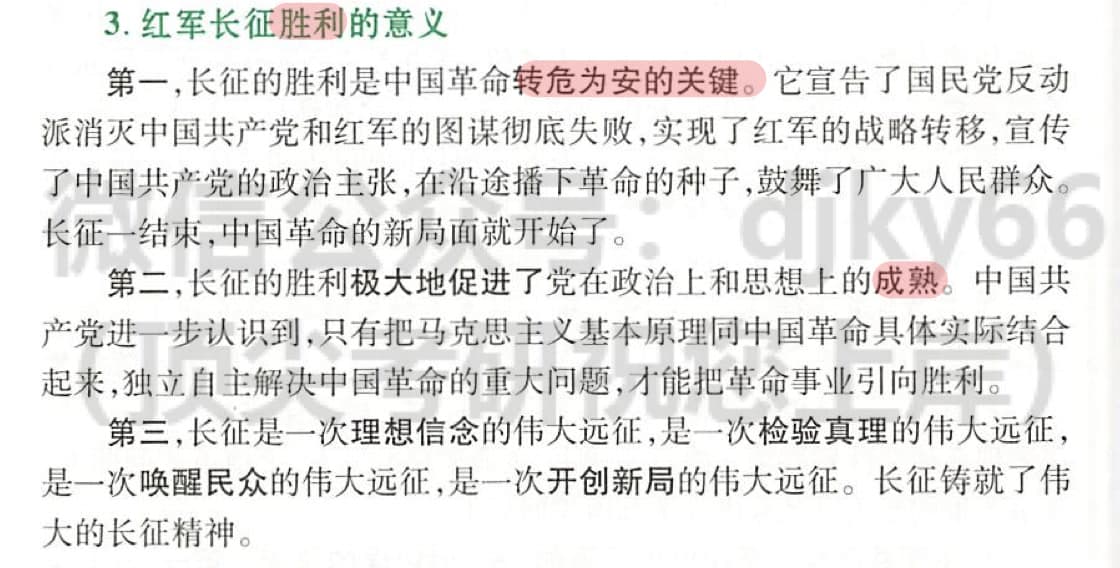 3. 红军长征胜利的意义
第一,长征的胜利是中国革命转危为安的关键。它宣告了国民党反动
派消灭中国共产党和红军的图谋彻底失败,实现了红军的战略转移,宣传
了中国共产党的政治主张,在沿途播下革命的种子,鼓舞了广大人民群众。
微信公众号：djky66
长征一结束,中国革命的新局面就开始了。
第二,长征的胜利极大地促进了党在政治上和思想上的成熟。中国共
产党进一步认识到,只有把马克思主义基本原理同中国革命具体实际结合
起来,独立自主解决中国革命的重大问题,才能把革命事业引向胜利。
（顶尖考研祝您上岸）
第三,长征是一次理想信念的伟大远征,是一次检验真理的伟大远征,
是一次唤醒民众的伟大远征,是一次开创新局的伟大远征。长征铸就了伟
大的长征精神。